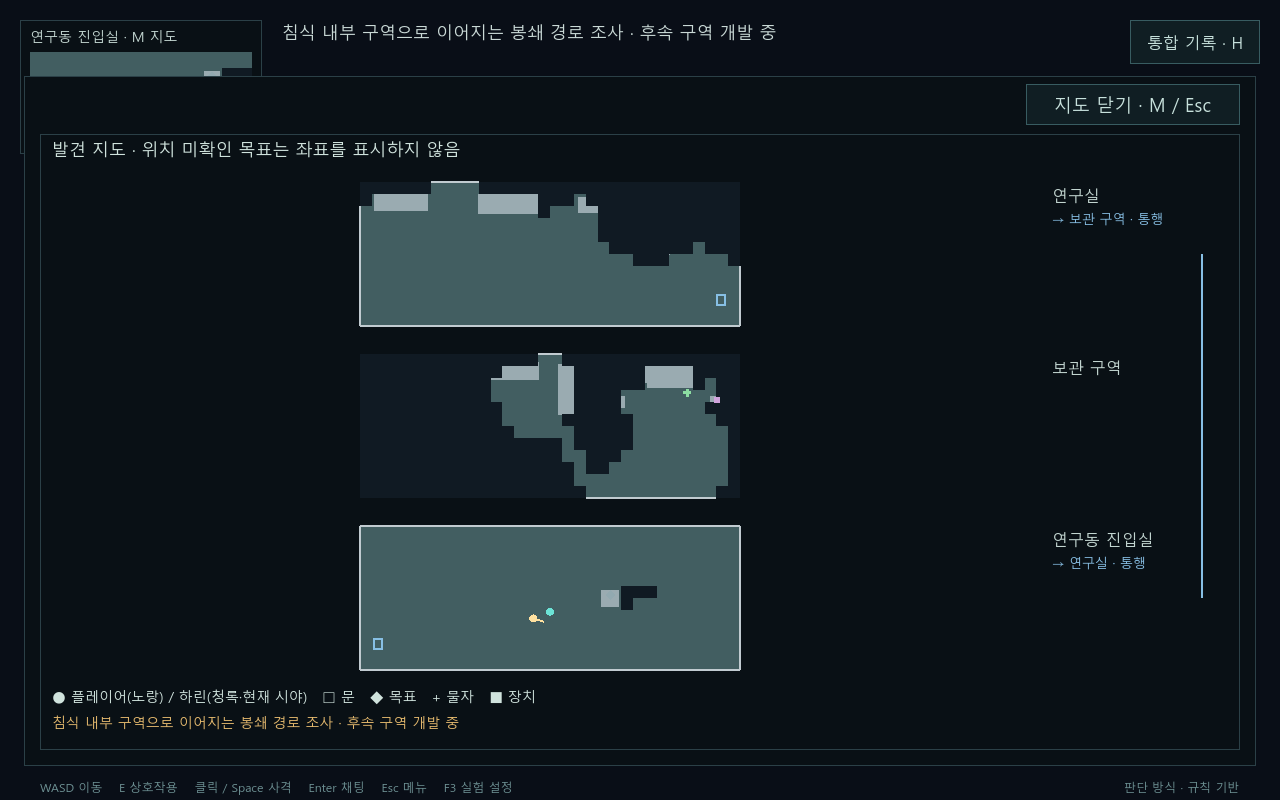 연구동 진입실 · M 지도
침식 내부 구역으로 이어지는 봉쇄 경로 조사 · 후속 구역 개발 중
통합 기록 · H
지도 닫기 · M / Esc
발견 지도 · 위치 미확인 목표는 좌표를 표시하지 않음
연구실
→ 보관 구역 · 통행
보관 구역
연구동 진입실
→ 연구실 · 통행
● 플레이어(노랑) / 하린(청록·현재 시야) □ 문 ◆ 목표 + 물자 ■ 장치
침식 내부 구역으로 이어지는 봉쇄 경로 조사 · 후속 구역 개발 중
WASD 이동 E 상호작용 클릭 / Space 사격 Enter 채팅 Esc 메뉴 F3 실험 설정
판단 방식 · 규칙 기반